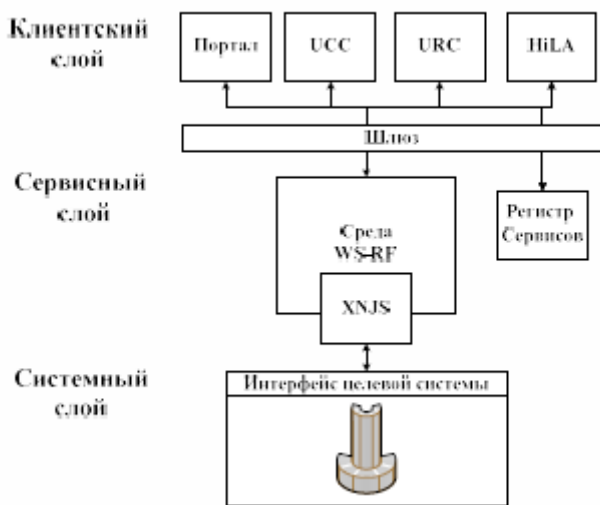 Клиентский
слой
Портал
UCC
URC
HiLA
Шлюз
Сервисный
слой
Среда
WS-RF
Регистр
Сервисов
XNJS
Системный
слой
Интерфейс целевой системы